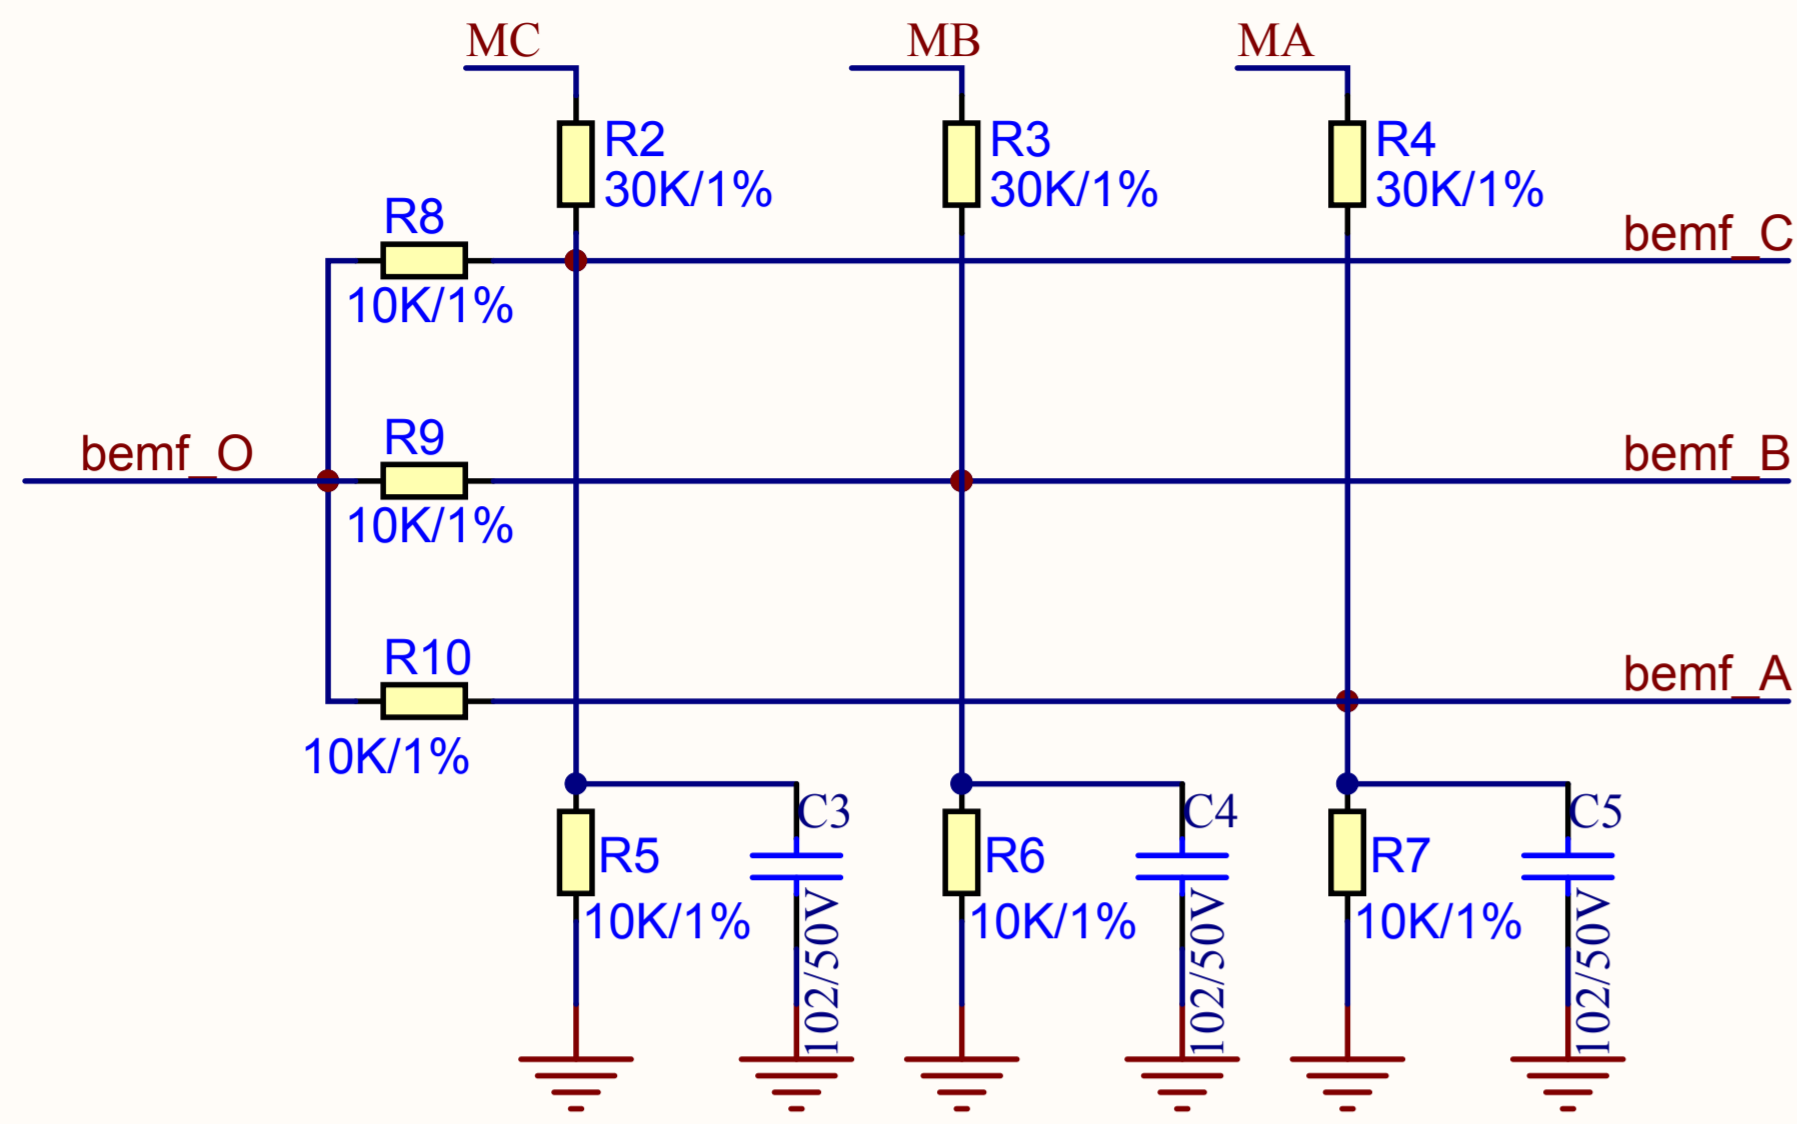 MC
MB
MA
R2
30K/1%
R3
30K/1%
R4
30K/1%
R8
10K/1%
bemf_C
bemf_O
R9
10K/1%
bemf_B
R10
10K/1%
bemf_A
R5
10K/1%
C3
102/50V
R6
10K/1%
C4
102/50V
R7
10K/1%
C5
102/50V